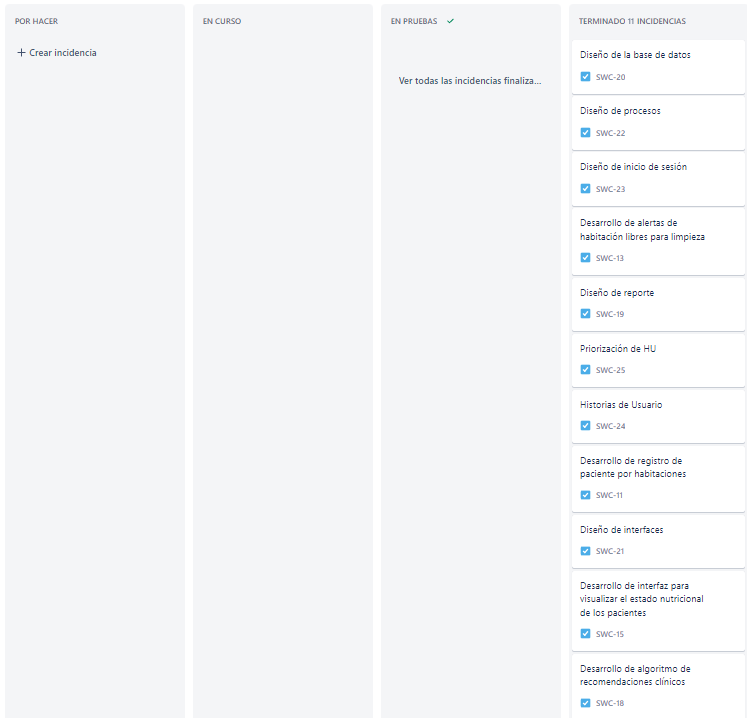 POR HACER
+ Crear incidencia
EN CURSO
EN PRUEBAS
Ver todas las incidencias finaliza...
TERMINADO 11 INCIDENCIAS
Diseño de la base de datos
SWC-20
Diseño de procesos
SWC-22
Diseño de inicio de sesión
SWC-23
Desarrollo de alertas de
habitación libres para limpieza
SWC-13
Diseño de reporte
SWC-19
Priorización de HU
SWC-25
Historias de Usuario
SWC-24
Desarrollo de registro de
paciente por habitaciones
SWC-11
Diseño de interfaces
SWC-21
Desarrollo de interfaz para
visualizar el estado nutricional
de los pacientes
SWC-15
Desarrollo de algoritmo de
recomendaciones clínicos
SWC-18